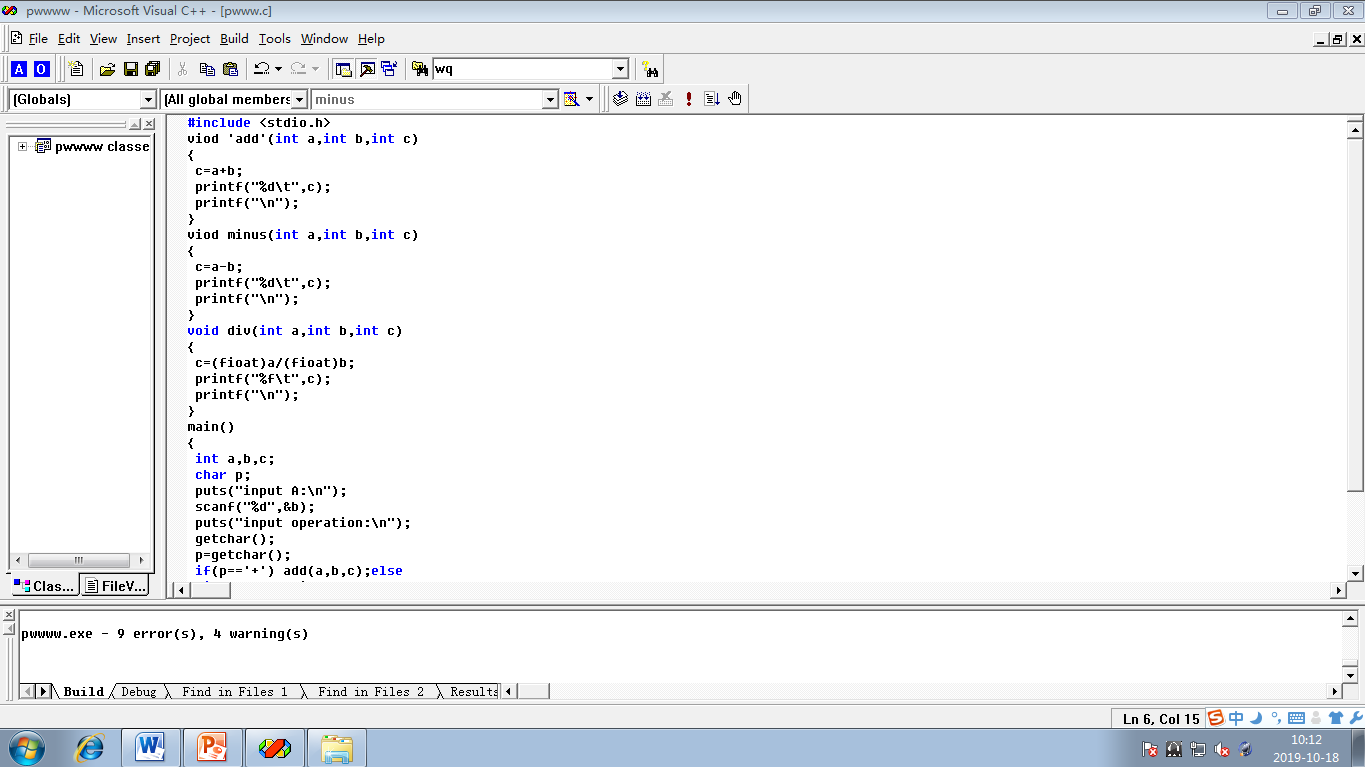 pwwww - Microsoft Visual C++ - [pwww.c]
File Edit View Insert Project Build Tools Window Help
A O wq
(Globals) (All global members minus
pwwww classe
#include <stdio.h>
viod 'add'(int a,int b,int c)
{
c=a+b;
printf("%d\t",c);
printf("\n");
}
viod minus(int a,int b,int c)
{
c=a-b;
printf("%d\t",c);
printf("\n");
}
void div(int a,int b,int c)
{
c=(fioat)a/(fioat)b;
printf("%f\t",c);
printf("\n");
}
main()
{
int a,b,c;
char p;
puts("input A:\n");
scanf("%d",&b);
puts("input operation:\n");
getchar();
p=getchar();
if(p=='+') add(a,b,c);else
Clas... FileV...
pwwww.exe - 9 error(s), 4 warning(s)
Build Debug Find in Files 1 Find in Files 2 Results
Ln 6, Col 15 S 中
10:12
2019-10-18